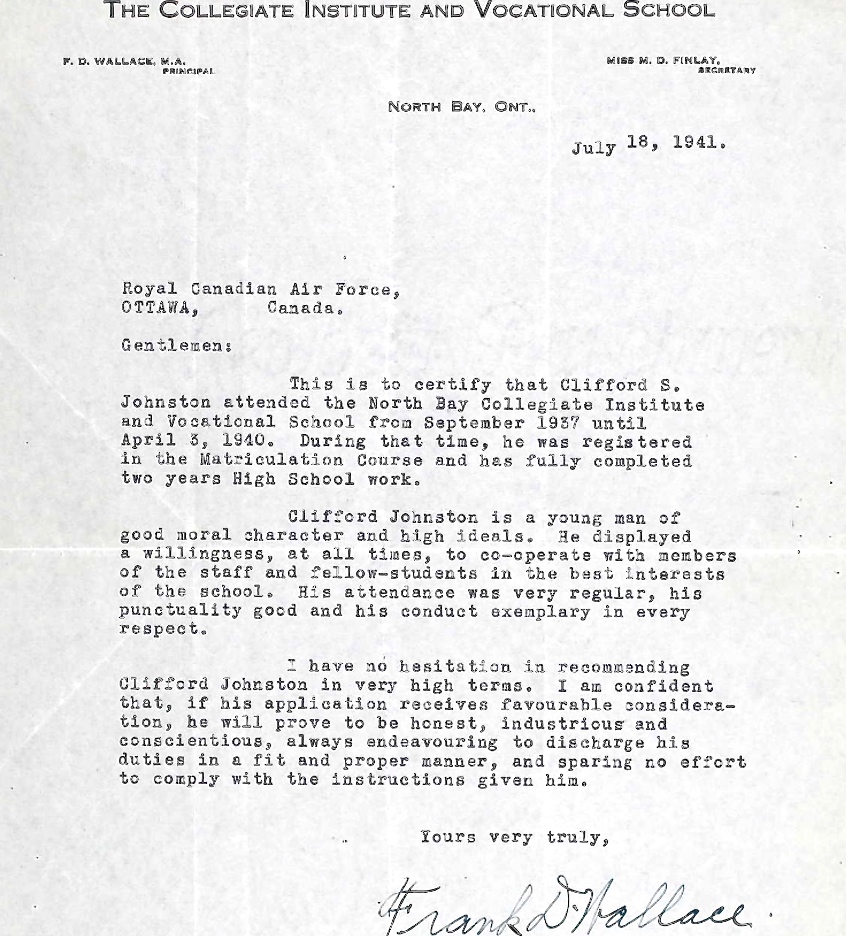 THE COLLEGIATE INSTITUTE AND VOCATIONAL SCHOOL
F. D. WALLACE, M.A.
PRINCIPAL
MISS M. D. FINLAY,
SECRETARY
NORTH BAY, ONT.,
July 18, 1941.
Royal Canadian Air Force,
OTTAWA, Canada.
Gentlemen:
This is to certify that Clifford S.
Johnston attended the North Bay Collegiate Institute
and Vocational School from September 1937 until
April 3, 1940. During that time, he was registered
in the Matriculation Course and has fully completed
two years High School work.
Clifford Johnston is a young man of
good moral character and high ideals. He displayed
a willingness, at all times, to co-operate with members
of the staff and fellow-students in the best interests
of the school. His attendance was very regular, his
punctuality good and his conduct exemplary in every
respect.
I have no hesitation in recommending
Clifford Johnston in very high terms. I am confident
that, if his application receives favourable considera-
tion, he will prove to be honest, industrious and
conscientious, always endeavouring to discharge his
duties in a fit and proper manner, and sparing no effort
to comply with the instructions given him.
Yours very truly,
Frank D. Wallace.